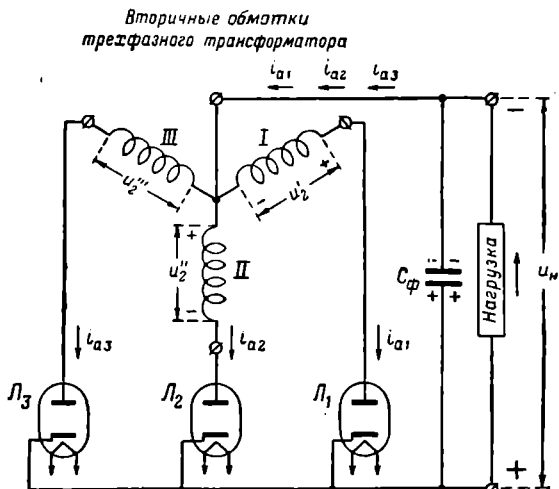 Вторичные обмотки
трехфазного трансформатора
i_a1 i_a2 i_a3
III I
u_2''' u_2'
+ -
u_2'' II
+ -
i_a3 i_a2 i_a1
Л_3 Л_2 Л_1
C_ф
- -
+ +
Нагрузка
u_н
-
+